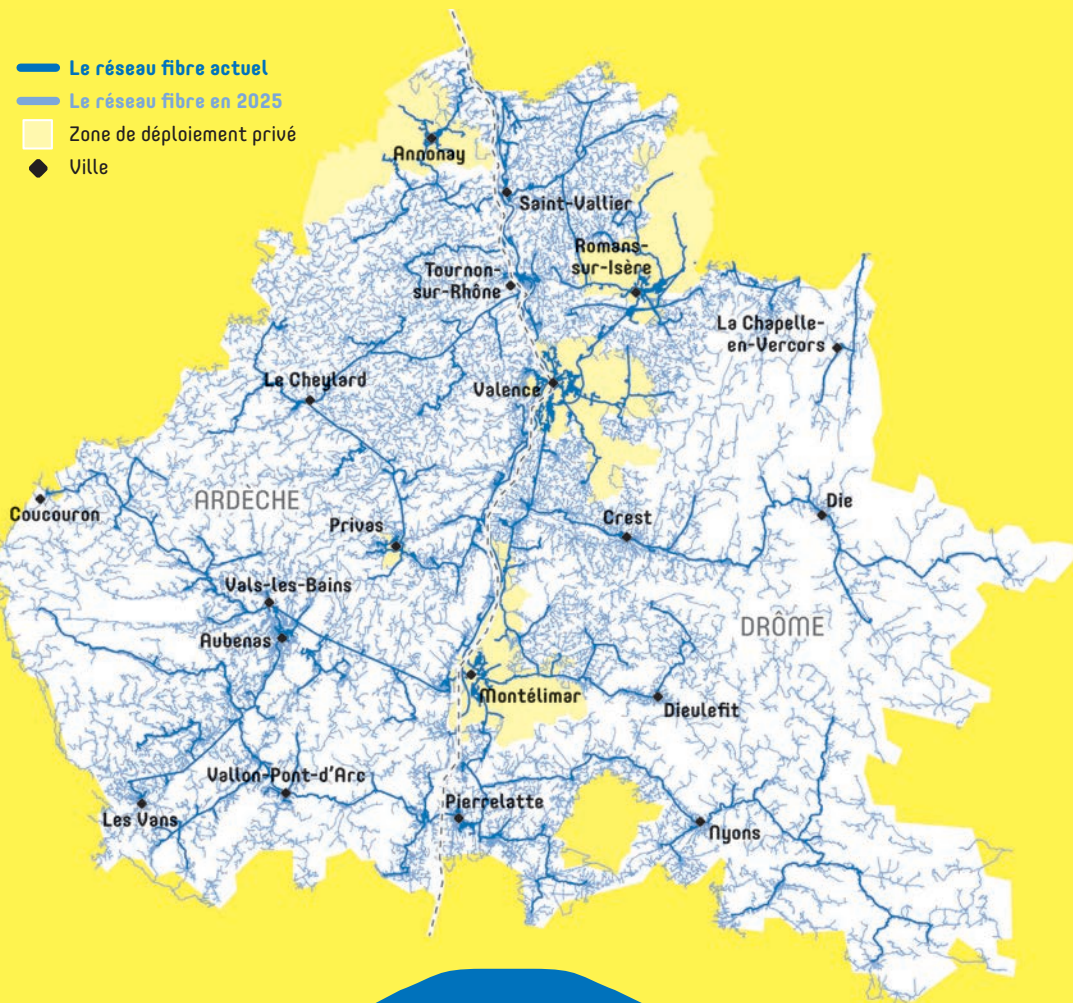 Le réseau fibre actuel
Le réseau fibre en 2025
Zone de déploiement privé
Ville
Annonay
Saint-Vallier
Romans-
sur-Isère
Tournon-
sur-Rhône
La Chapelle-
en-Vercors
Le Cheylard
Valence
ARDÈCHE
Coucouron
Die
Crest
Privas
Vals-les-Bains
DRÔME
Aubenas
Montélimar
Dieulefit
Vallon-Pont-d'Arc
Pierrelatte
Les Vans
Nyons